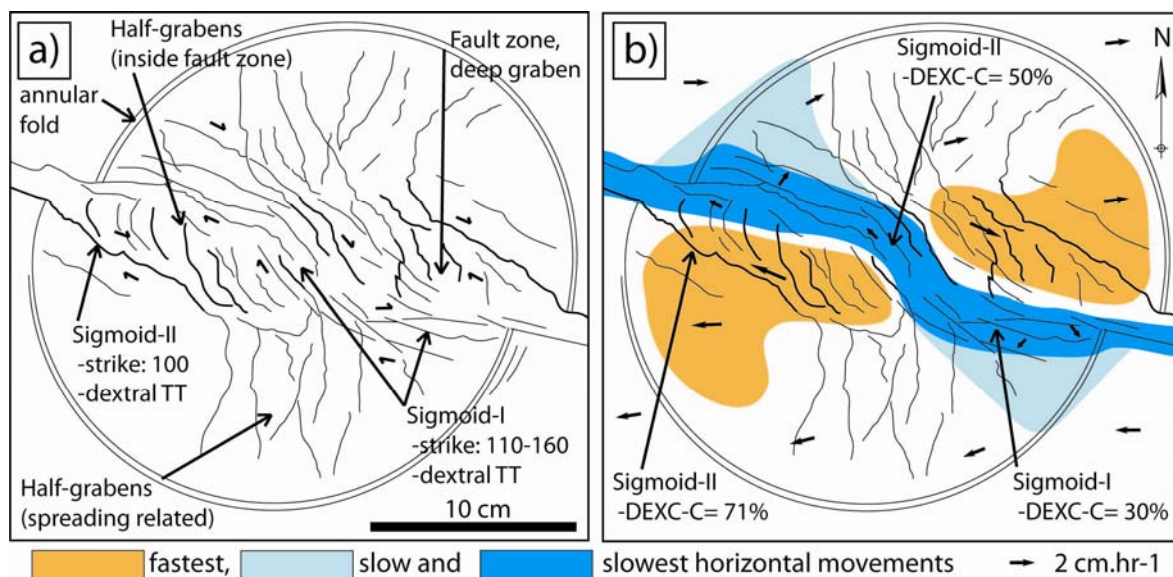 a)
Half-grabens
(inside fault zone)
Fault zone,
deep graben
annular
fold
Sigmoid-II
-strike: 100
-dextral TT
Sigmoid-I
-strike: 110-160
-dextral TT
Half-grabens
(spreading related)
10 cm
b)
Sigmoid-II
-DEXC-C= 50%
N
Sigmoid-II
-DEXC-C= 71%
Sigmoid-I
-DEXC-C= 30%
fastest, slow and slowest horizontal movements 2 cm.hr-1